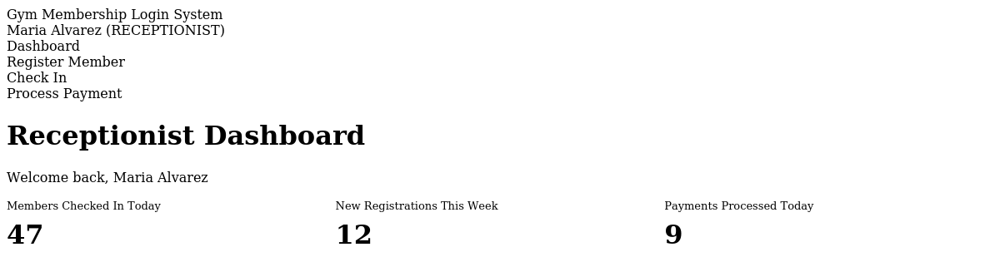 Gym Membership Login System
Maria Alvarez (RECEPTIONIST)
Dashboard
Register Member
Check In
Process Payment
Receptionist Dashboard
Welcome back, Maria Alvarez
Members Checked In Today
47
New Registrations This Week
12
Payments Processed Today
9